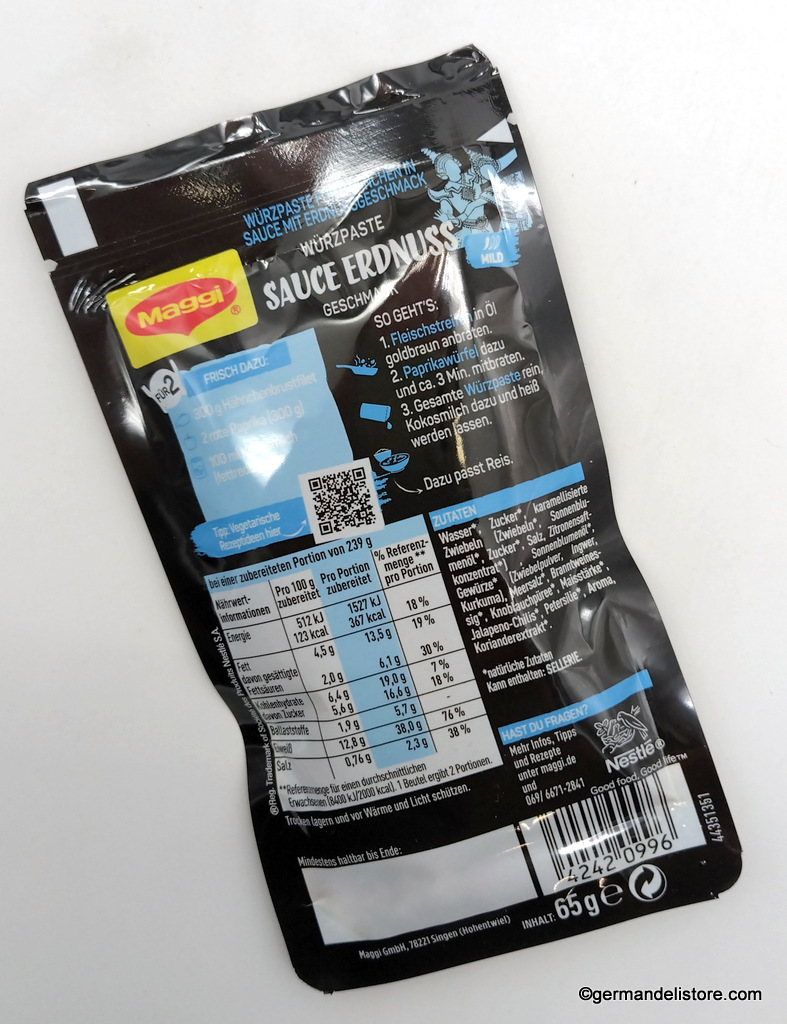 WÜRZPASTE
SAUCE MIT ERDNUSSGESCHMACK
WÜRZPASTE
SAUCE ERDNUSS
GESCHMACK
MILD
Maggi®
FÜR 2
FRISCH DAZU:
300 g Hähnchenbrustfilet
2 rote Paprika (300 g)
100 ml
Tipp: Vegetarische
Rezeptideen hier
SO GEHT'S:
1. Fleischstreifen in Öl
goldbraun anbraten.
2. Paprikawürfel dazu
und ca. 3 Min. mitbraten.
3. Gesamte Würzpaste rein.
Kokosmilch dazu und heiß
werden lassen.
Dazu passt Reis.
bei einer zubereiteten Portion von 239 g
Nährwert-informationen Pro 100 g zubereitet Pro Portion zubereitet % Referenz-menge** pro Portion
Energie 512 kJ 1527 kJ
123 kcal 367 kcal 18 %
Fett 4,5 g 13,5 g 19 %
davon gesättigte
Fettsäuren 2,0 g 6,1 g 30 %
Kohlenhydrate 6,4 g 19,0 g 7 %
davon Zucker 5,6 g 16,6 g 18 %
Ballaststoffe 1,9 g 5,7 g -
Eiweiß 12,8 g 38,0 g 76 %
Salz 0,76 g 2,3 g 38 %
**Referenzmenge für einen durchschnittlichen
Erwachsenen (8400 kJ/2000 kcal). 1 Beutel ergibt 2 Portionen.
Trocken lagern und vor Wärme und Licht schützen.
®Reg. Trademark of Société des Produits Nestlé S.A.
ZUTATEN
Wasser*, Zucker*, karamellisierte
Zwiebeln* (Zwiebeln*, Sonnenblu-
menöl*, Zucker*, Salz, Zitronensaft-
konzentrat*), Sonnenblumenöl*,
Gewürze* (Zwiebelpulver, Ingwer,
Kurkuma), Meersalz*, Branntweines-
sig*, Knoblauchpüree*, Maisstärke*,
Jalapeno-Chilis*, Petersilie*, Aroma,
Korianderextrakt*.
*natürliche Zutaten
Kann enthalten: SELLERIE.
HAST DU FRAGEN?
Mehr Infos, Tipps
und Rezepte
unter maggi.de
und
069/ 6671-2841
Nestlé®
Good food, Good life™
44351351
Mindestens haltbar bis Ende:
4242 0996
INHALT: 65 g e
Maggi GmbH, 78221 Singen (Hohentwiel)
©germandelistore.com